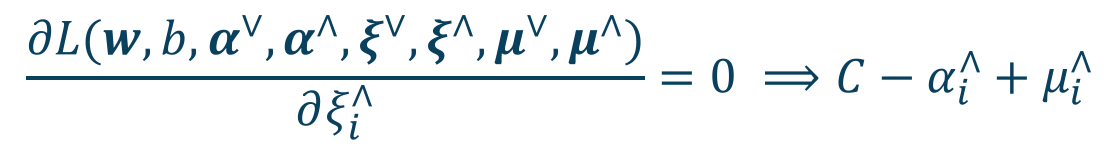 ∂L(w, b, α^∨, α^∧, ξ^∨, ξ^∧, μ^∨, μ^∧) / ∂ξ_i^∧ = 0 ⟹ C − α_i^∧ + μ_i^∧